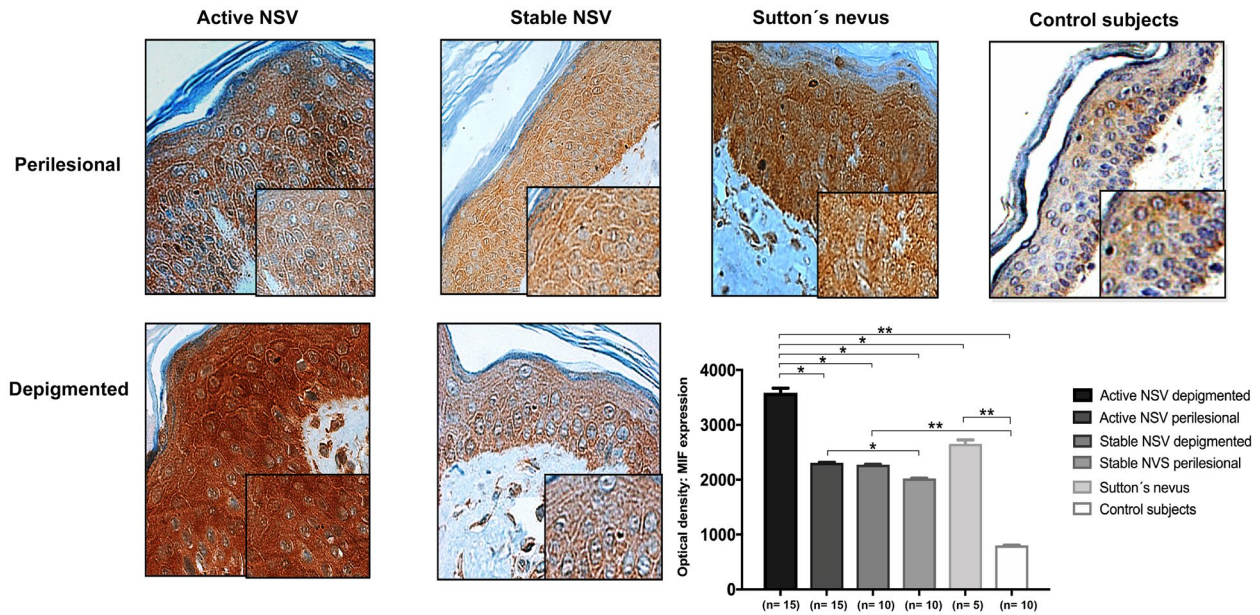 Active NSV
Stable NSV
Sutton´s nevus
Control subjects
Perilesional
Depigmented
Optical density: MIF expression
4000
3000
2000
1000
0
**
*
*
*
*
**
**
*
(n= 15)
(n= 15)
(n= 10)
(n= 10)
(n= 5)
(n= 10)
Active NSV depigmented
Active NSV perilesional
Stable NSV depigmented
Stable NVS perilesional
Sutton´s nevus
Control subjects